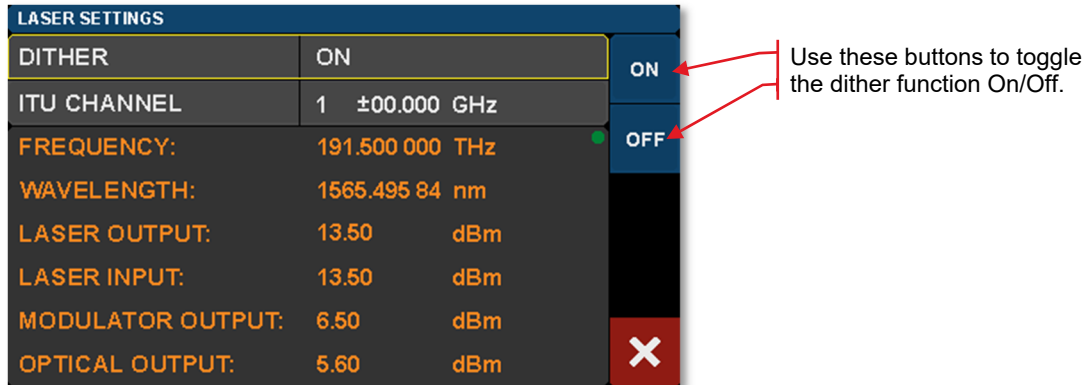 LASER SETTINGS
DITHER ON
ITU CHANNEL 1 ±00.000 GHz
FREQUENCY: 191.500 000 THz
WAVELENGTH: 1565.495 84 nm
LASER OUTPUT: 13.50 dBm
LASER INPUT: 13.50 dBm
MODULATOR OUTPUT: 6.50 dBm
OPTICAL OUTPUT: 5.60 dBm
ON
OFF
Use these buttons to toggle
the dither function On/Off.